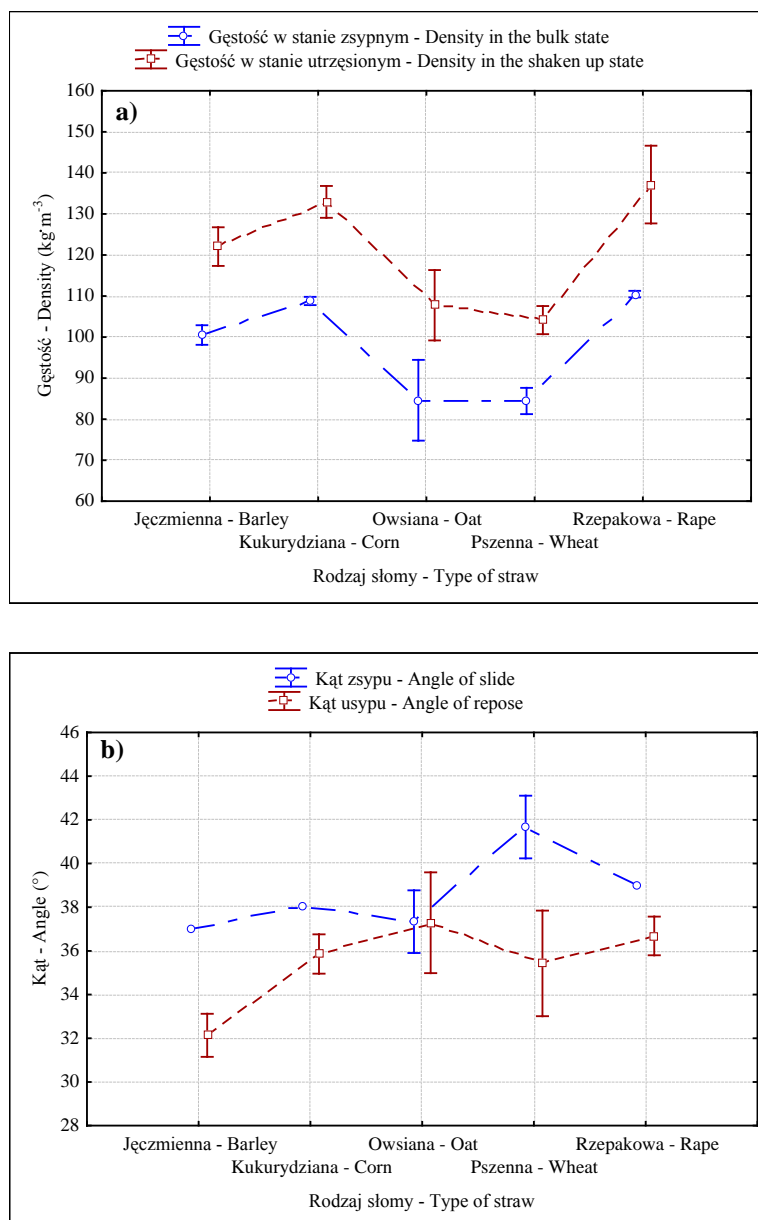 Gęstość w stanie zsypnym - Density in the bulk state
Gęstość w stanie utrzęsionym - Density in the shaken up state
a)
160
150
140
130
120
110
100
90
80
70
60
Gęstość - Density (kg·m⁻³)
Jęczmienna - Barley Owsiana - Oat Rzepakowa - Rape
Kukurydziana - Corn Pszenna - Wheat
Rodzaj słomy - Type of straw
Kąt zsypu - Angle of slide
Kąt usypu - Angle of repose
b)
46
44
42
40
38
36
34
32
30
28
Kąt - Angle (°)
Jęczmienna - Barley Owsiana - Oat Rzepakowa - Rape
Kukurydziana - Corn Pszenna - Wheat
Rodzaj słomy - Type of straw